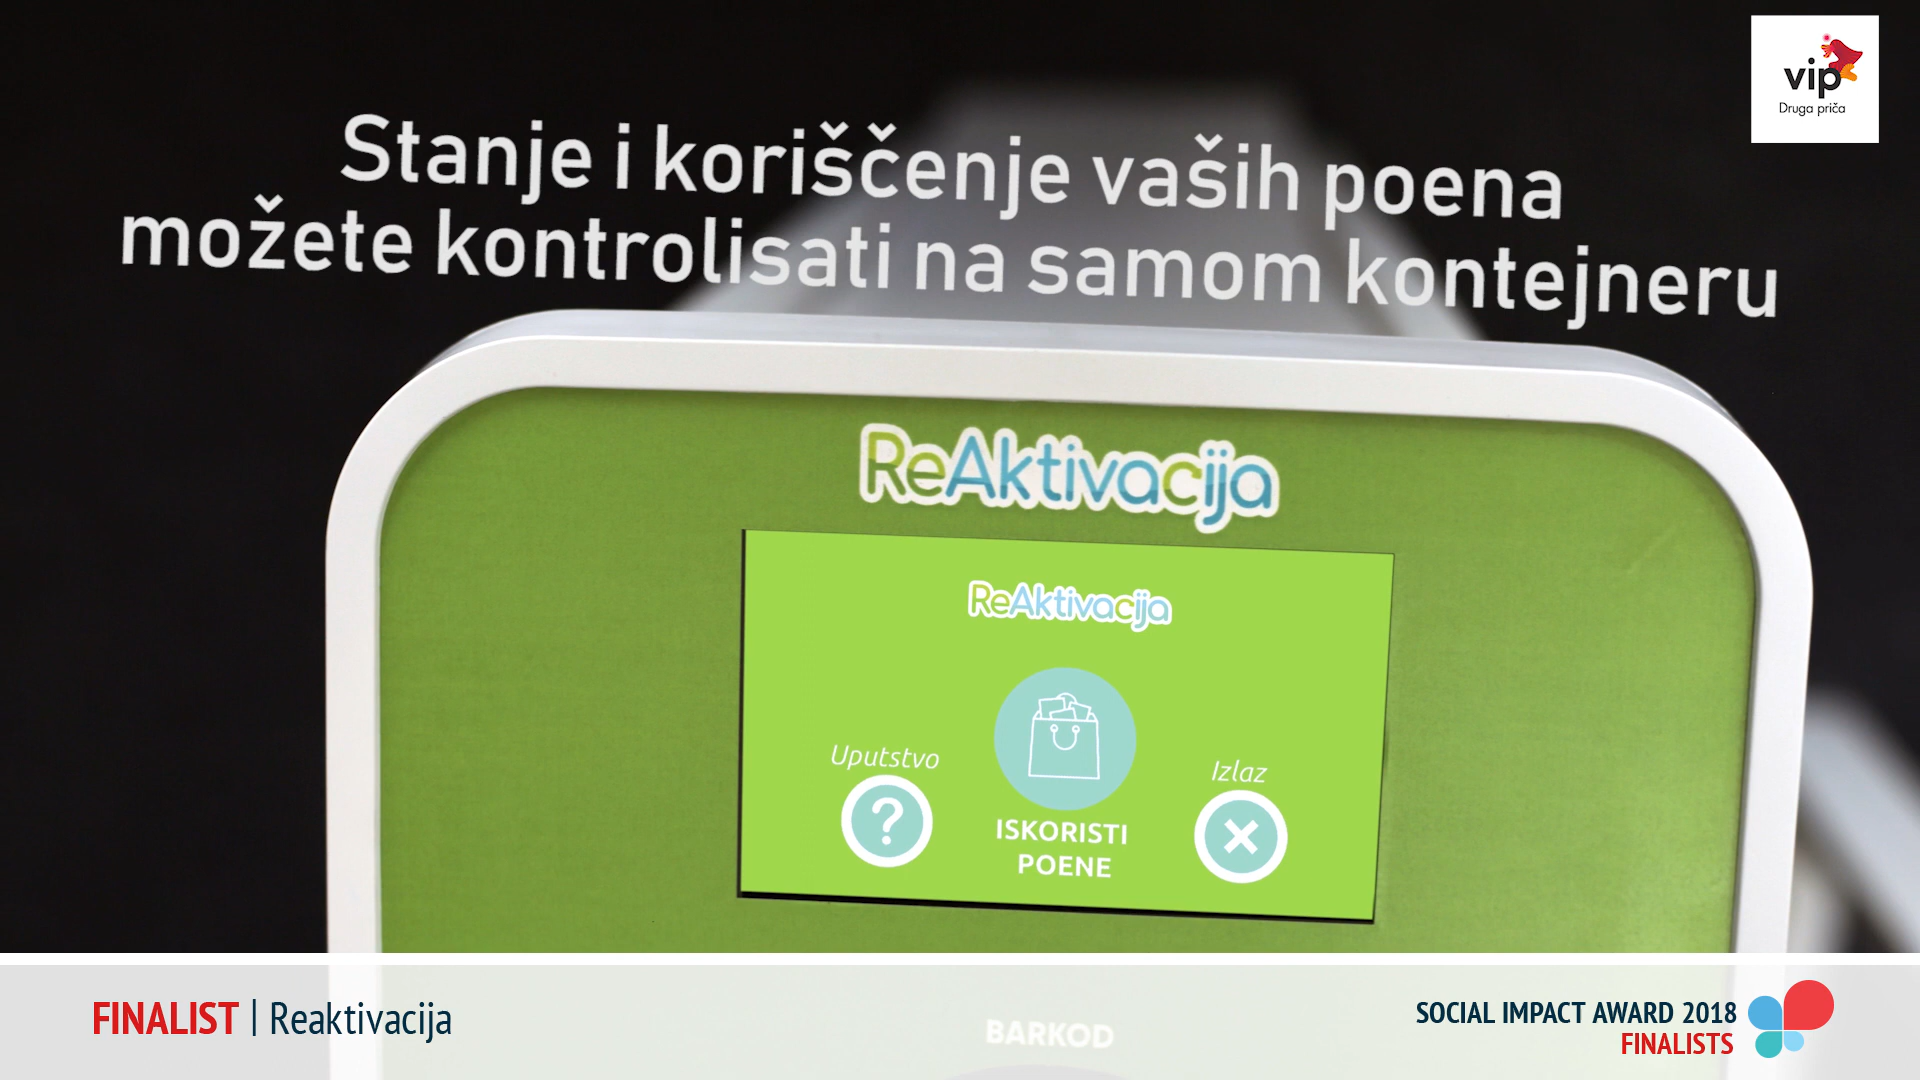 vip
Druga priča
Stanje i koriščenje vaših poena
možete kontrolisati na samom kontejneru
ReAktivacija
ReAktivacija
Uputstvo
?
ISKORISTI
POENE
Izlaz
BARKOD
FINALIST | Reaktivacija
SOCIAL IMPACT AWARD 2018
FINALISTS